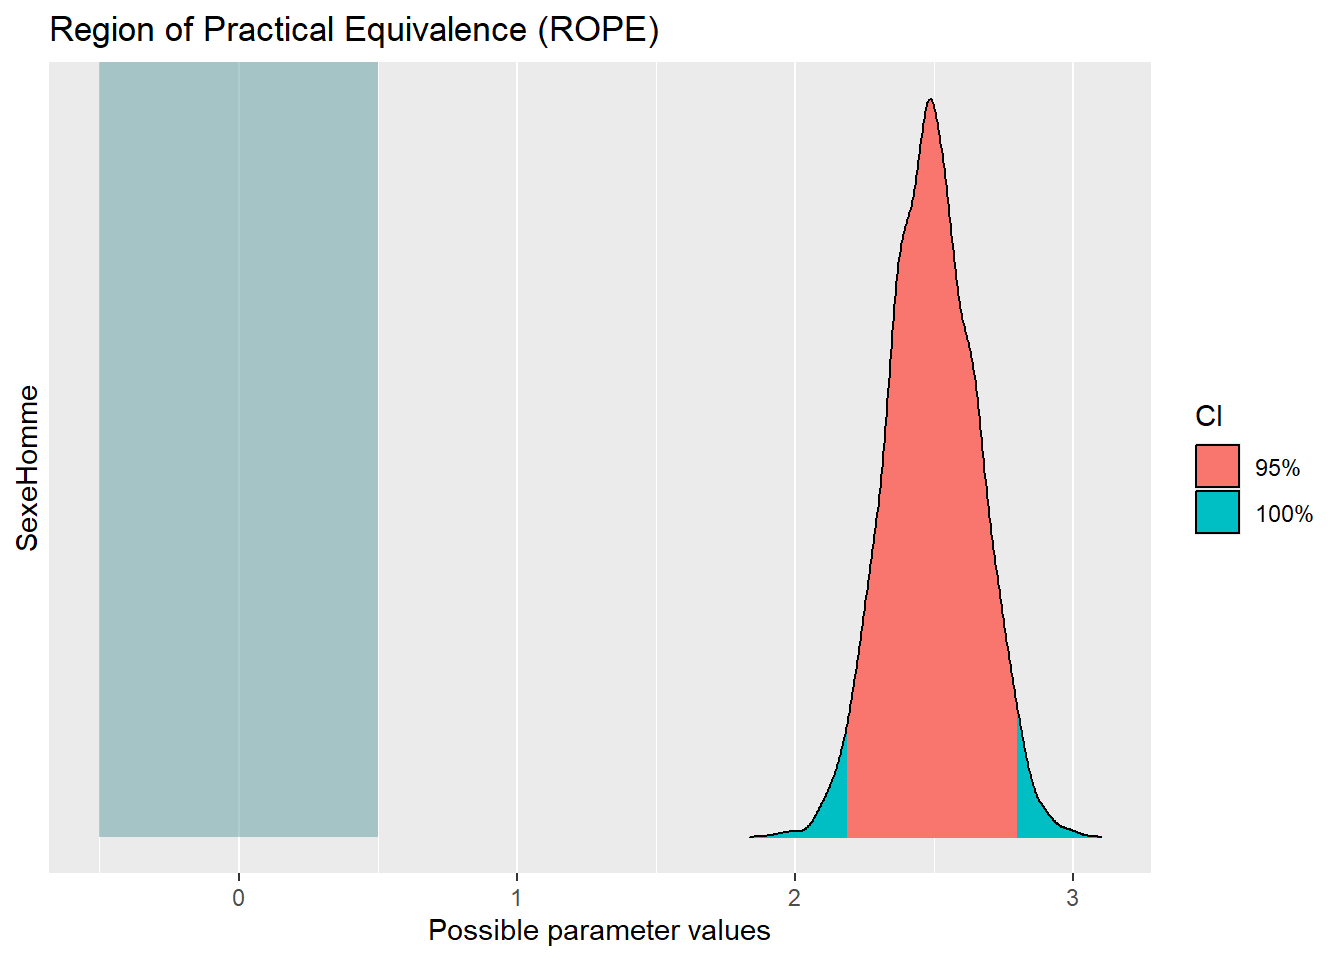 Region of Practical Equivalence (ROPE)
SexeHomme
0 1 2 3
Possible parameter values
CI
95%
100%